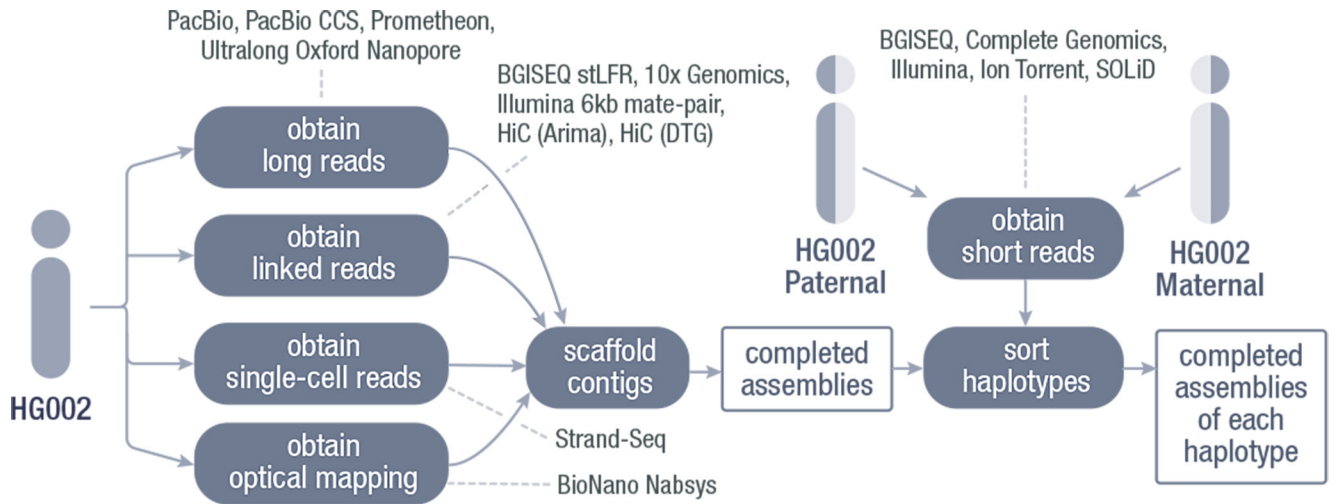 PacBio, PacBio CCS, Prometheon,
Ultralong Oxford Nanopore
BGISEQ stLFR, 10x Genomics,
Illumina 6kb mate-pair,
HiC (Arima), HiC (DTG)
BGISEQ, Complete Genomics,
Illumina, Ion Torrent, SOLiD
obtain
long reads
obtain
linked reads
obtain
single-cell reads
obtain
optical mapping
HG002
Strand-Seq
BioNano Nabsys
scaffold
contigs
completed
assemblies
HG002
Paternal
obtain
short reads
HG002
Maternal
sort
haplotypes
completed
assemblies
of each
haplotype